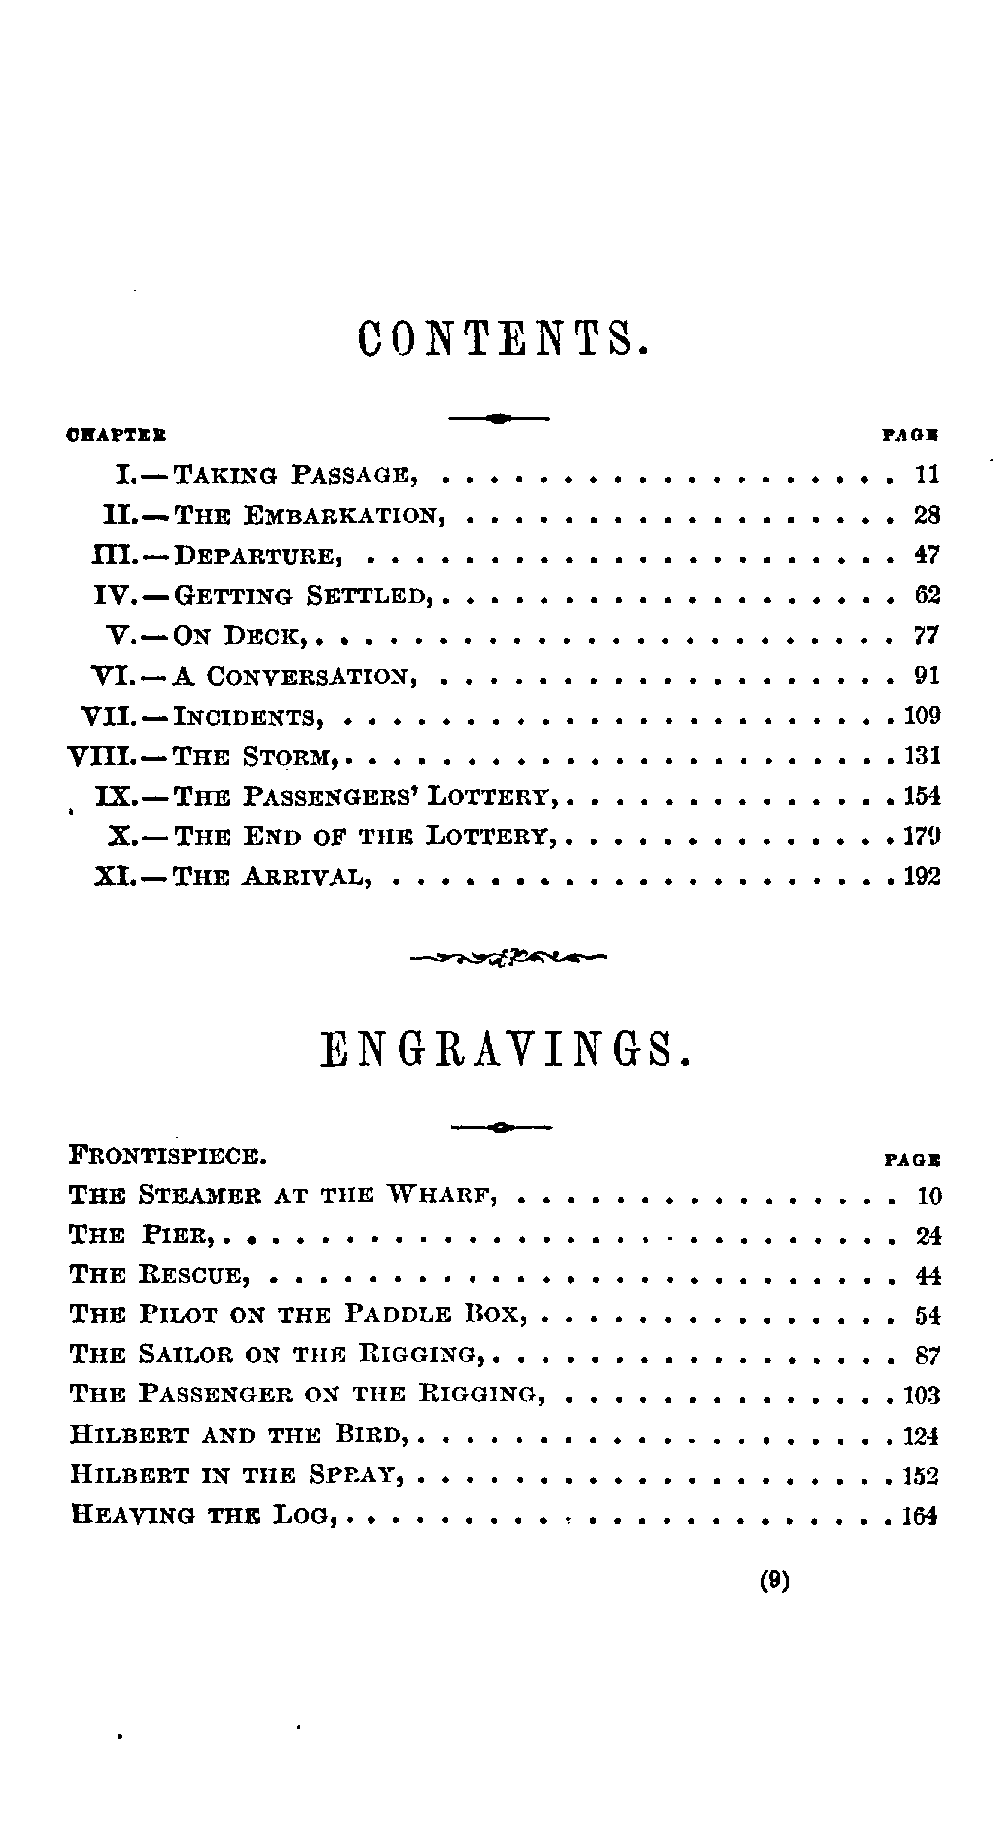 CONTENTS.
CHAPTER PAGE
I.—TAKING PASSAGE, . . . . . . . . . . . . . . . . . . . 11
II.—THE EMBARKATION, . . . . . . . . . . . . . . . . . . 28
III.—DEPARTURE, . . . . . . . . . . . . . . . . . . . . . . 47
IV.—GETTING SETTLED, . . . . . . . . . . . . . . . . . . . 62
V.—ON DECK, . . . . . . . . . . . . . . . . . . . . . . . . 77
VI.—A CONVERSATION, . . . . . . . . . . . . . . . . . . . 91
VII.—INCIDENTS, . . . . . . . . . . . . . . . . . . . . . . . 109
VIII.—THE STORM, . . . . . . . . . . . . . . . . . . . . . . . 131
IX.—THE PASSENGERS' LOTTERY, . . . . . . . . . . . . . . 154
X.—THE END OF THE LOTTERY, . . . . . . . . . . . . . . 179
XI.—THE ARRIVAL, . . . . . . . . . . . . . . . . . . . . . 192
ENGRAVINGS.
FRONTISPIECE. PAGE
THE STEAMER AT THE WHARF, . . . . . . . . . . . . . . . . 10
THE PIER, . . . . . . . . . . . . . . . . . . . . . . . . . . . . 24
THE RESCUE, . . . . . . . . . . . . . . . . . . . . . . . . . . 44
THE PILOT ON THE PADDLE BOX, . . . . . . . . . . . . . . . 54
THE SAILOR ON THE RIGGING, . . . . . . . . . . . . . . . . . 87
THE PASSENGER ON THE RIGGING, . . . . . . . . . . . . . . 103
HILBERT AND THE BIRD, . . . . . . . . . . . . . . . . . . . . 124
HILBERT IN THE SPRAY, . . . . . . . . . . . . . . . . . . . . 152
HEAVING THE LOG, . . . . . . . . . . . . . . . . . . . . . . . 164
(9)